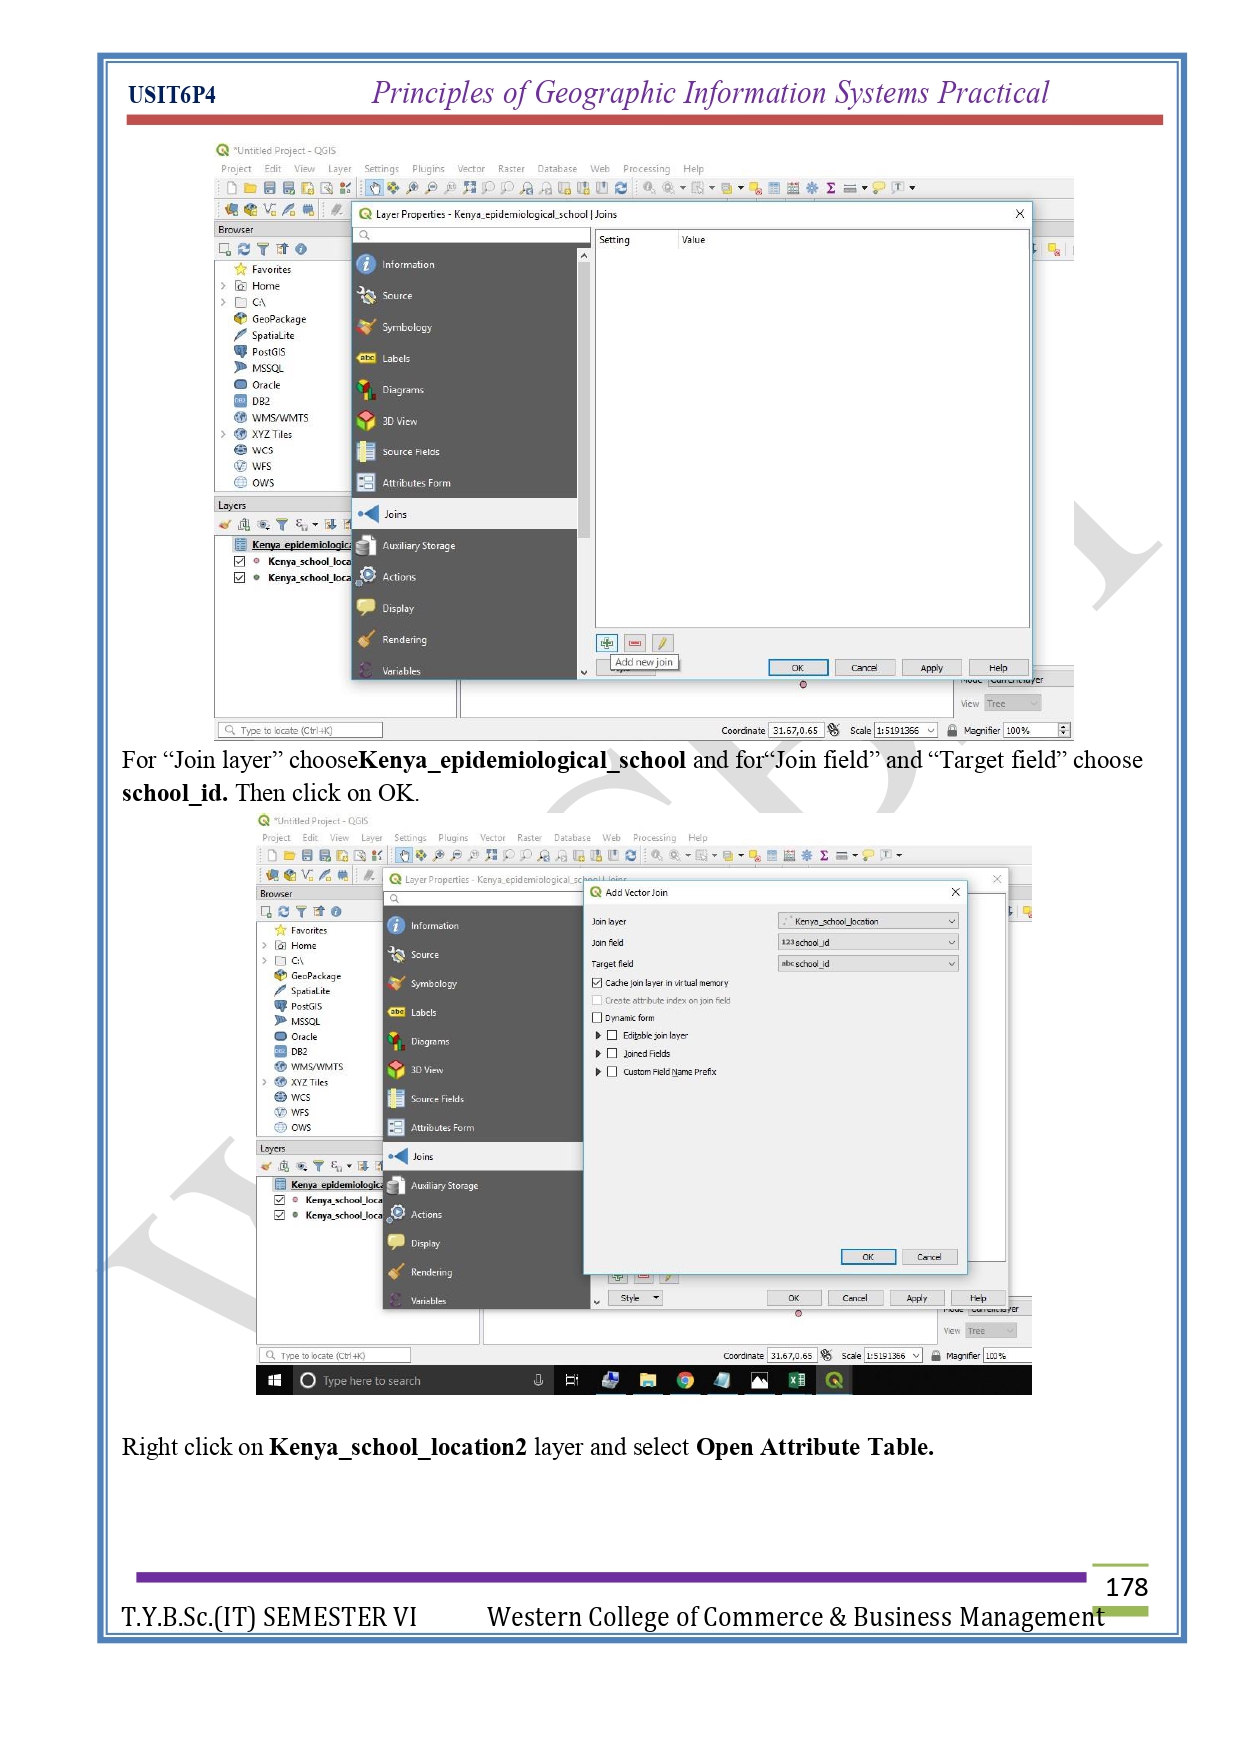 USIT6P4 Principles of Geographic Information Systems Practical
*Untitled Project - QGIS
Project Edit View Layer Settings Plugins Vector Raster Database Web Processing Help
Layer Properties - Kenya_epidemiological_school | Joins
Browser
Favorites
Home
C:\
GeoPackage
SpatiaLite
PostGIS
MSSQL
Oracle
DB2
WMS/WMTS
XYZ Tiles
WCS
WFS
OWS
Layers
Kenya_epidemiologica
Kenya_school_loca
Kenya_school_loca
Information
Source
Symbology
abc Labels
Diagrams
3D View
Source Fields
Attributes Form
Joins
Auxiliary Storage
Actions
Display
Rendering
Variables
Setting Value
Add new join
OK Cancel Apply Help
View Tree
Type to locate (Ctrl+K) Coordinate 31.67,0.65 Scale 1:5191366 Magnifier 100%
For “Join layer” chooseKenya_epidemiological_school and for“Join field” and “Target field” choose
school_id. Then click on OK.
*Untitled Project - QGIS
Project Edit View Layer Settings Plugins Vector Raster Database Web Processing Help
Layer Properties - Kenya_epidemiological_school | Joins
Browser
Favorites
Home
C:\
GeoPackage
SpatiaLite
PostGIS
MSSQL
Oracle
DB2
WMS/WMTS
XYZ Tiles
WCS
WFS
OWS
Layers
Kenya_epidemiologica
Kenya_school_loca
Kenya_school_loca
Information
Source
Symbology
abc Labels
Diagrams
3D View
Source Fields
Attributes Form
Joins
Auxiliary Storage
Actions
Display
Rendering
Variables
Add Vector Join
Join layer Kenya_school_location
Join field 123 school_id
Target field abc school_id
Cache join layer in virtual memory
Create attribute index on join field
Dynamic form
Editable join layer
Joined Fields
Custom Field Name Prefix
OK Cancel
Style OK Cancel Apply Help
View Tree
Type to locate (Ctrl+K) Coordinate 31.67,0.65 Scale 1:5191366 Magnifier 100%
Type here to search
Right click on Kenya_school_location2 layer and select Open Attribute Table.
178
T.Y.B.Sc.(IT) SEMESTER VI Western College of Commerce & Business Management